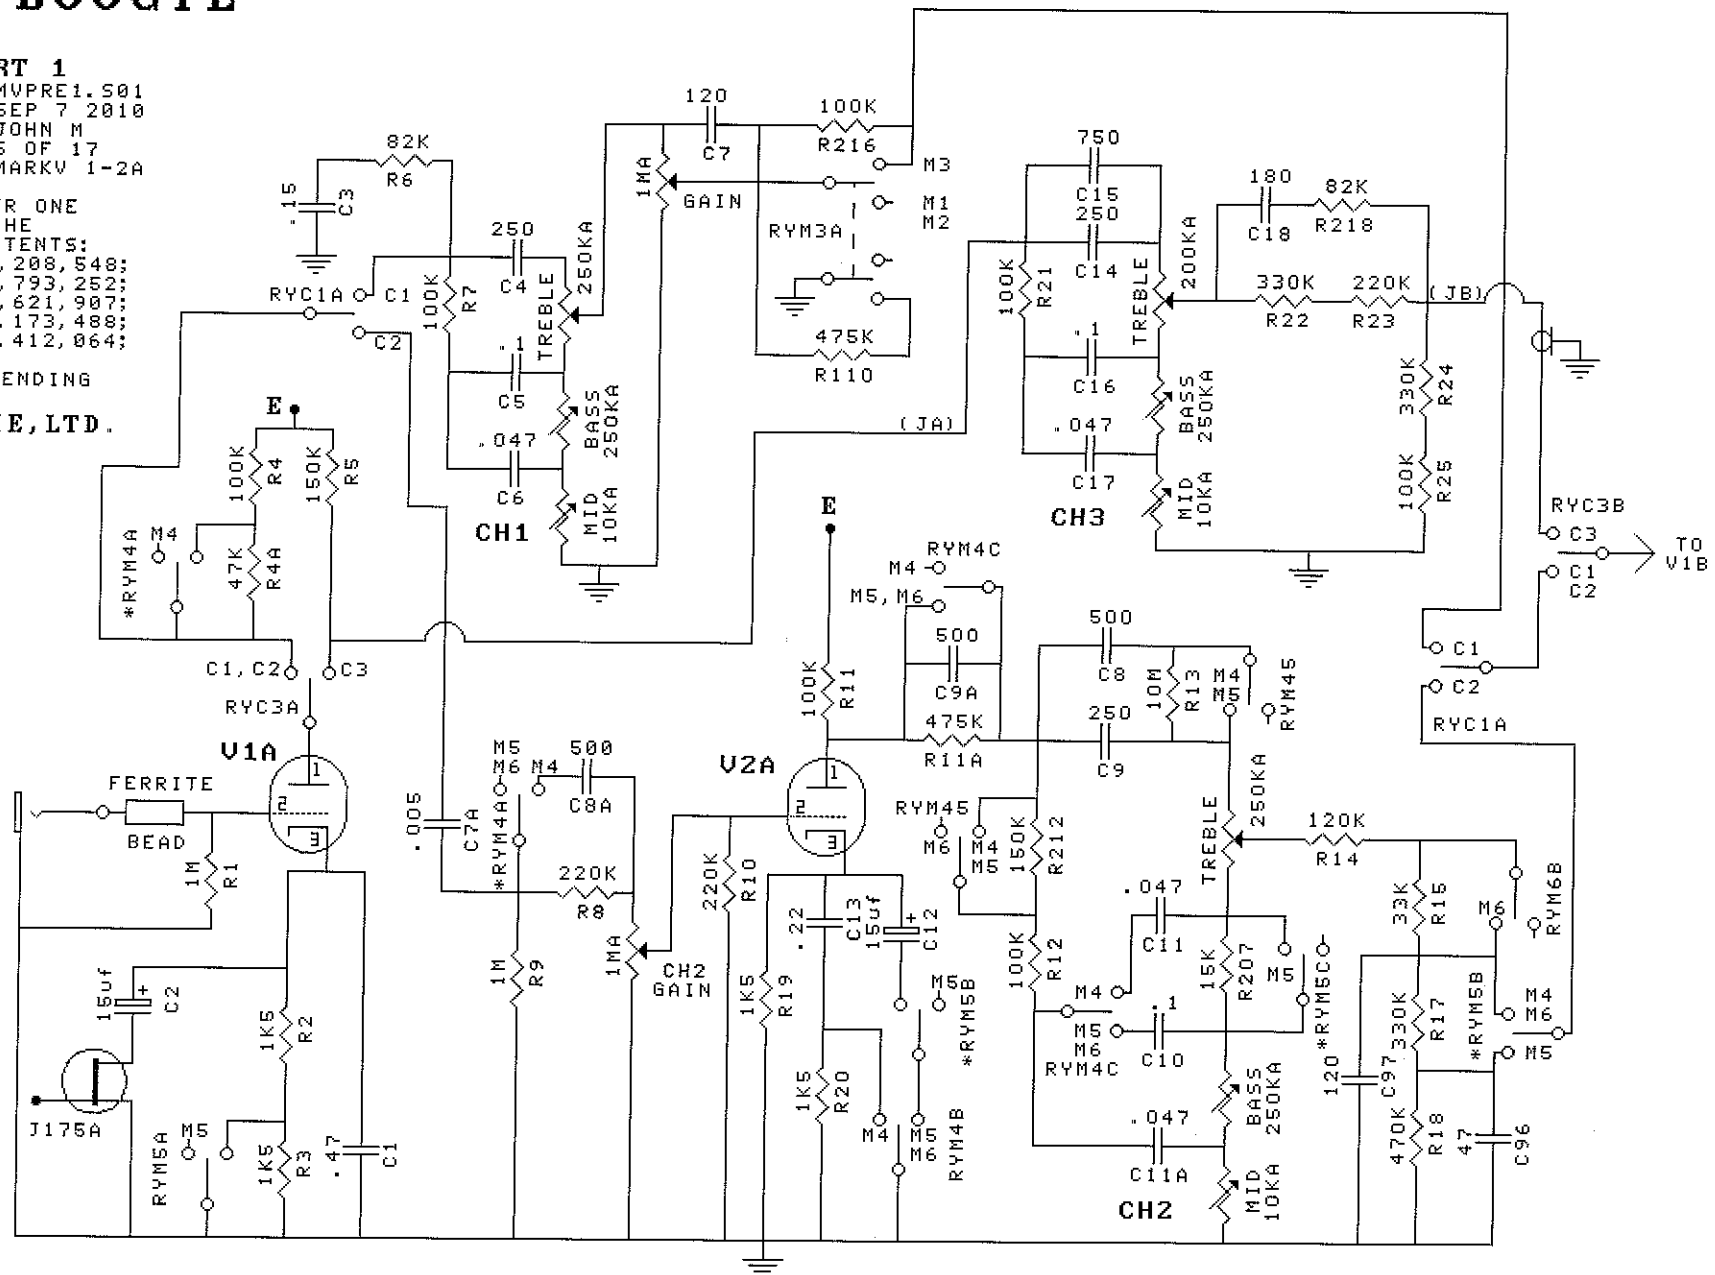 BOOGIE
RT 1
MVPRE1.S01
SEP 7 2010
JOHN M
OF 17
MARKV 1-2A
R ONE
HE
TENTS:
,208,548;
,793,252;
,621,907;
.173,488;
.412,064;
ENDING
E,LTD.
82K
R6
.15
C3
RYC1A
C1
C2
100K
R7
250
C4
TREBLE
250KA
.1
C5
BASS
250KA
.047
C6
MID
10KA
CH1
120
C7
1MA
GAIN
100K
R216
M3
M1
M2
RYM3A
475K
R110
(JA)
750
C15
250
C14
100K
R21
TREBLE
200KA
.1
C16
BASS
250KA
.047
C17
MID
10KA
CH3
180
C18
82K
R218
330K
R22
220K
R23
(JB)
330K
R24
100K
R25
RYC3B
C3
C1
C2
TO
V1B
C1
C2
RYC1A
E
100K
R4
150K
R5
M4
*RYM4A
47K
R4A
C1,C2
C3
RYC3A
V1A
1
2
3
FERRITE
BEAD
1M
R1
15uf
+
C2
J175A
1K5
R2
M5
RYM5A
1K5
R3
.47
C1
.005
C7A
M5
M6
M4
*RYM4A
500
C8A
220K
R8
1M
R9
1MA
CH2
GAIN
E
100K
R11
V2A
1
2
3
220K
R10
1K5
R19
.22
C13
15uf
+
C12
M5
*RYM5B
1K5
R20
M4
M5
M6
RYM4B
RYM4C
M4
M5,M6
500
C9A
475K
R11A
500
C8
10M
R13
M4
M5
RYM45
250
C9
RYM45
M6
M4
M5
150K
R212
100K
R12
TREBLE
250KA
120K
R14
.047
C11
15K
R207
M5
*RYM5C
M4
M5
M6
RYM4C
.1
C10
BASS
250KA
.047
C11A
MID
10KA
CH2
33K
R15
M6
RYM6B
330K
R17
*RYM5B
M4
M6
M5
120
C97
470K
R18
47
C96